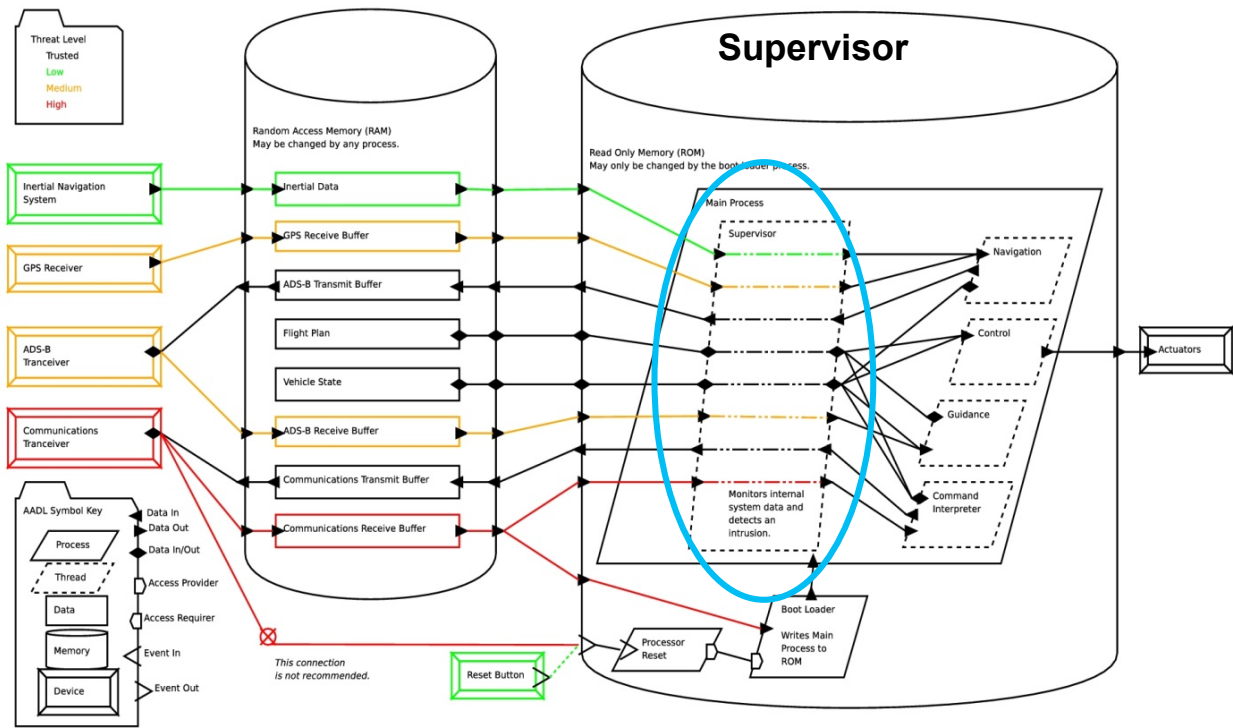 Supervisor
Threat Level
Trusted
Low
Medium
High
Random Access Memory (RAM)
May be changed by any process.
Read Only Memory (ROM)
May only be changed by the boot loader process.
Inertial Navigation
System
GPS Receiver
ADS-B
Tranceiver
Communications
Tranceiver
Inertial Data
GPS Receive Buffer
ADS-B Transmit Buffer
Flight Plan
Vehicle State
ADS-B Receive Buffer
Communications Transmit Buffer
Communications Receive Buffer
Main Process
Supervisor
Monitors internal
system data and
detects an
intrusion.
Navigation
Control
Guidance
Command
Interpreter
Actuators
Boot Loader
Writes Main
Process to
ROM
Processor
Reset
Reset Button
This connection
is not recommended.
AADL Symbol Key
Process
Thread
Data
Memory
Device
Data In
Data Out
Data In/Out
Access Provider
Access Requirer
Event In
Event Out